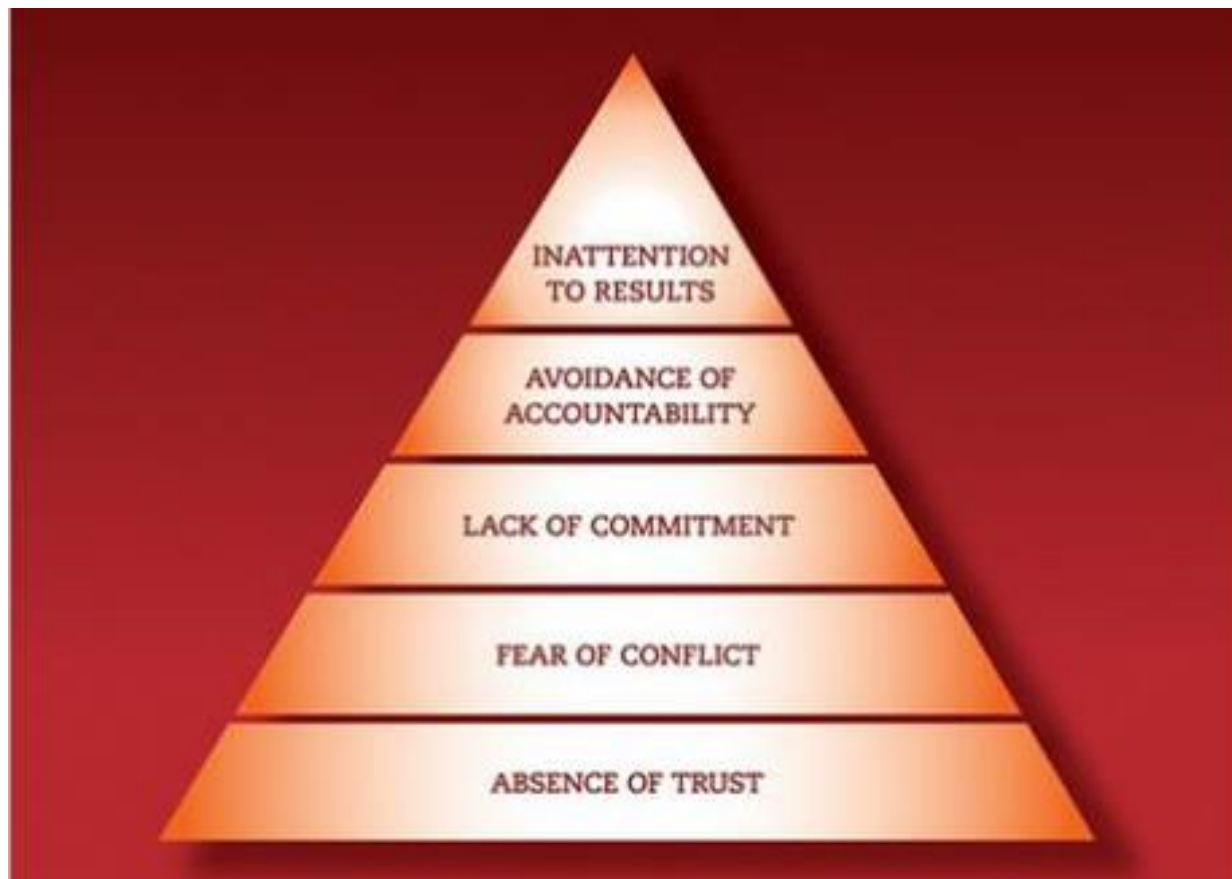 INATTENTION
TO RESULTS
AVOIDANCE OF
ACCOUNTABILITY
LACK OF COMMITMENT
FEAR OF CONFLICT
ABSENCE OF TRUST